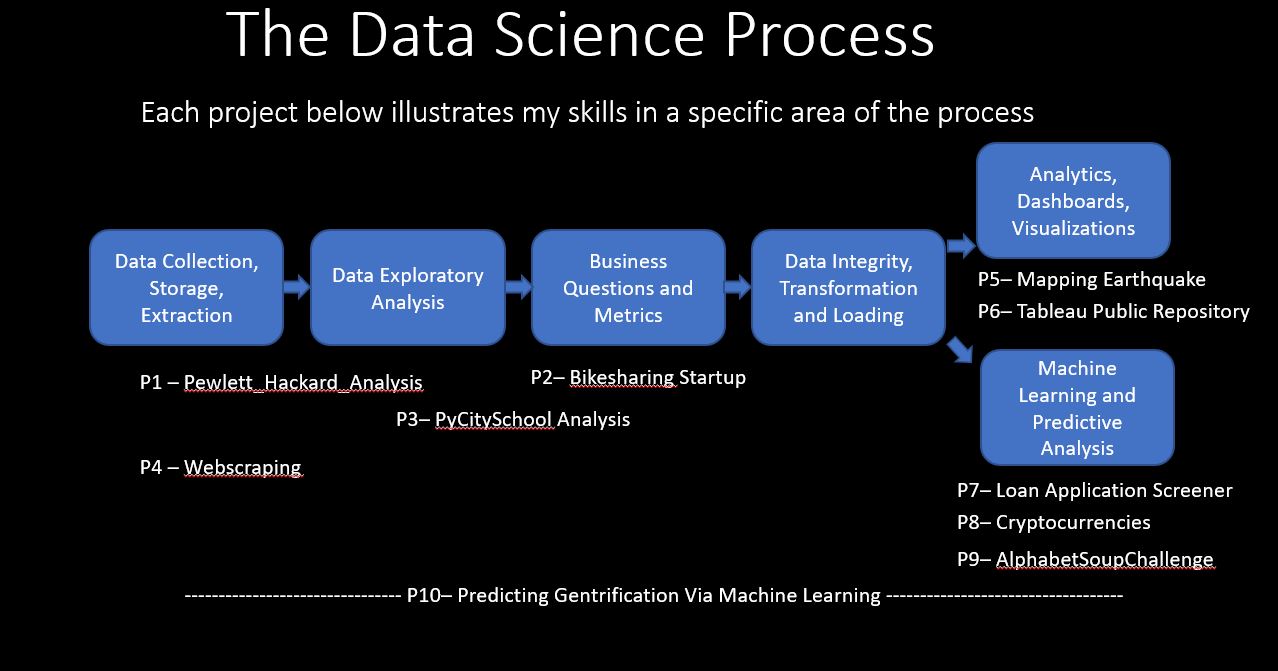 The Data Science Process
Each project below illustrates my skills in a specific area of the process
Data Collection,
Storage,
Extraction
Data Exploratory
Analysis
Business
Questions and
Metrics
Data Integrity,
Transformation
and Loading
Analytics,
Dashboards,
Visualizations
P5– Mapping Earthquake
P6– Tableau Public Repository
Machine
Learning and
Predictive
Analysis
P1 – Pewlett_Hackard_Analysis
P2– Bikesharing Startup
P3– PyCitySchool Analysis
P4 – Webscraping
P7– Loan Application Screener
P8– Cryptocurrencies
P9– AlphabetSoupChallenge
-------------------------------- P10– Predicting Gentrification Via Machine Learning -----------------------------------